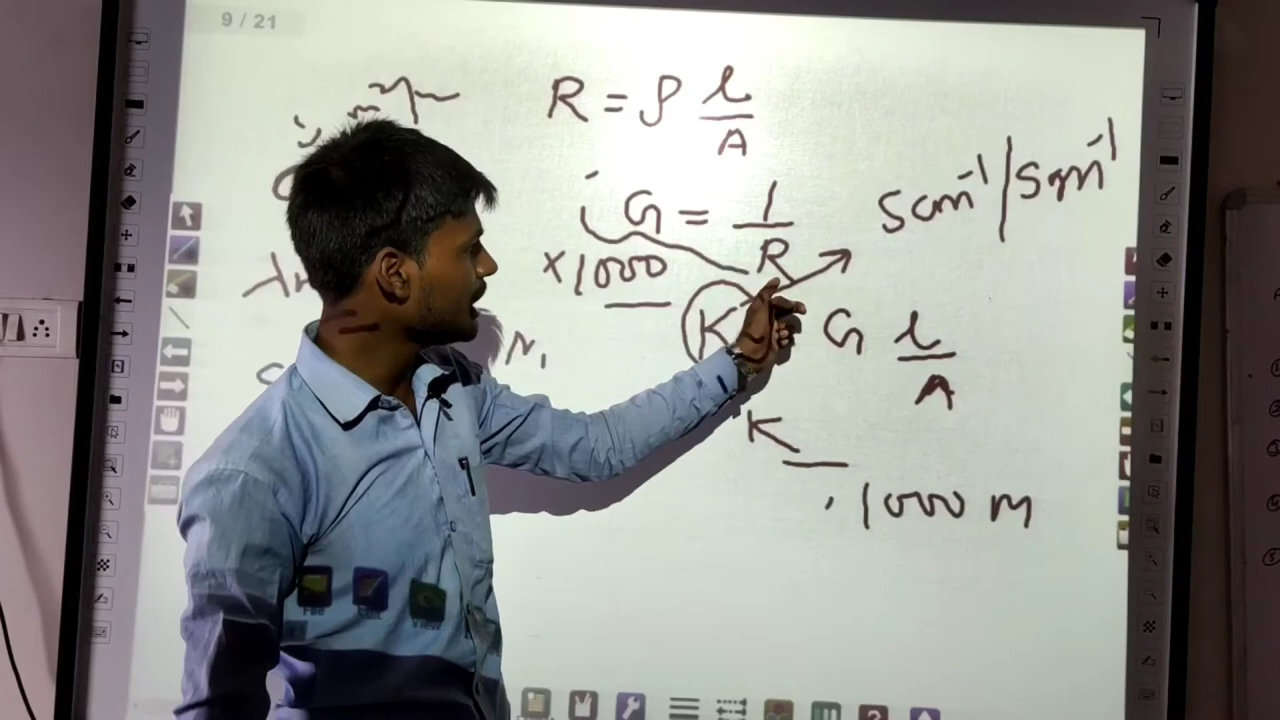 9 / 21
R = ρ l/A
G = 1/R
S cm⁻¹ | S m⁻¹
×1000
K G l/A
N,
K
1000 m